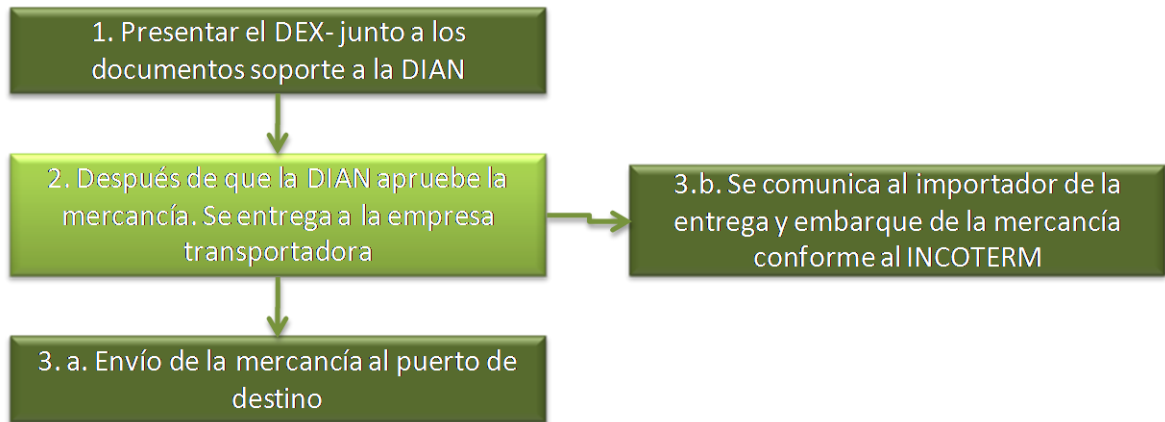 1. Presentar el DEX- junto a los
documentos soporte a la DIAN
2. Después de que la DIAN apruebe la
mercancía. Se entrega a la empresa
transportadora
3.b. Se comunica al importador de la
entrega y embarque de la mercancía
conforme al INCOTERM
3. a. Envío de la mercancía al puerto de
destino